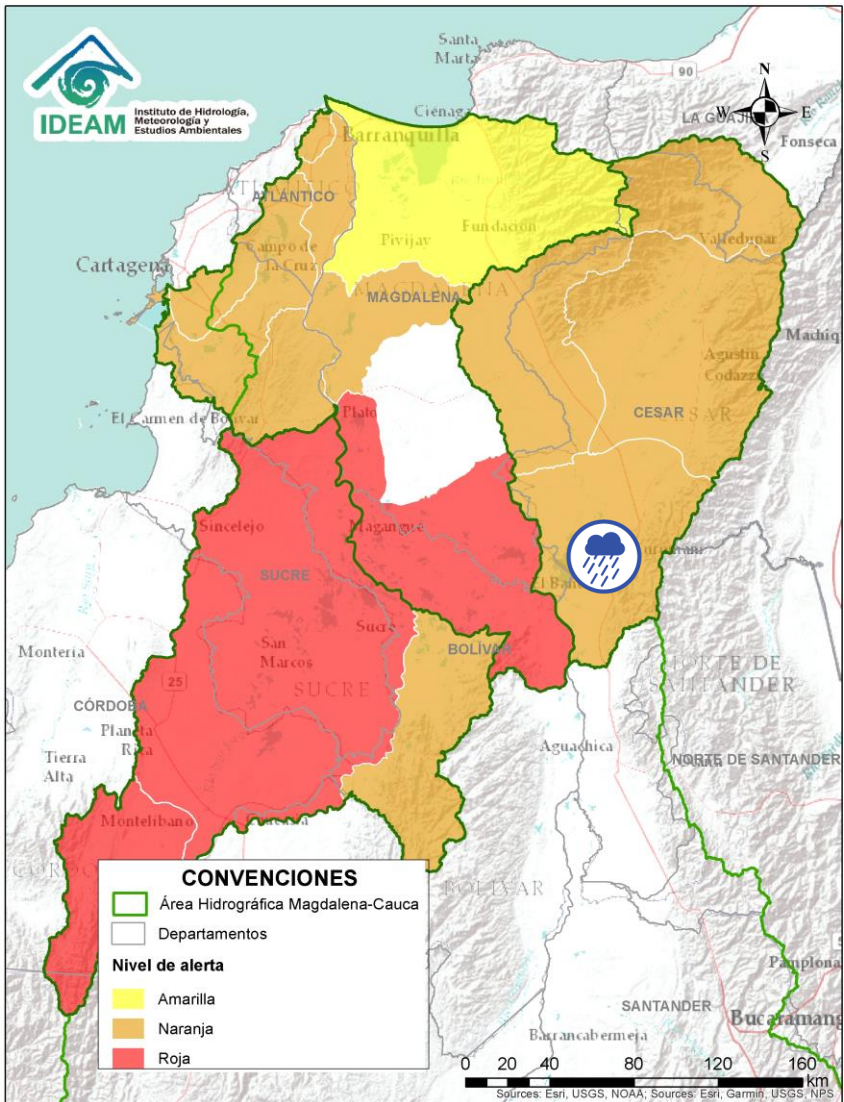 IDEAM
Instituto de Hidrología,
Meteorología y
Estudios Ambientales
Santa
Marta
90
N
W
E
S
LA GUAJIRA
Fonseca
Ciénaga
Barranquilla
ATLÁNTICO
Pivijay
Fundación
Valledupar
Cartagena
Campo de
la Cruz
MAGDALENA
Agustín
Codazzi
El Carmen de Bolívar
Plato
CESAR
Sincelejo
Magangué
SUCRE
Sucre
San
Marcos
SUCRE
BOLÍVAR
Montería
25
CÓRDOBA
Planeta
Rica
Tierra
Alta
NORTE DE
SANTANDER
Aguachica
NORTE DE SANTANDER
Montelibano
BOLÍVAR
CONVENCIONES
Área Hidrográfica Magdalena-Cauca
Departamentos
Nivel de alerta
Amarilla
Naranja
Roja
Pamplona
SANTANDER
Bucaramang
Barrancabermeja
0 20 40 80 120 160
km
Sources: Esri, USGS, NOAA; Sources: Esri, Garmin, USGS, NPS